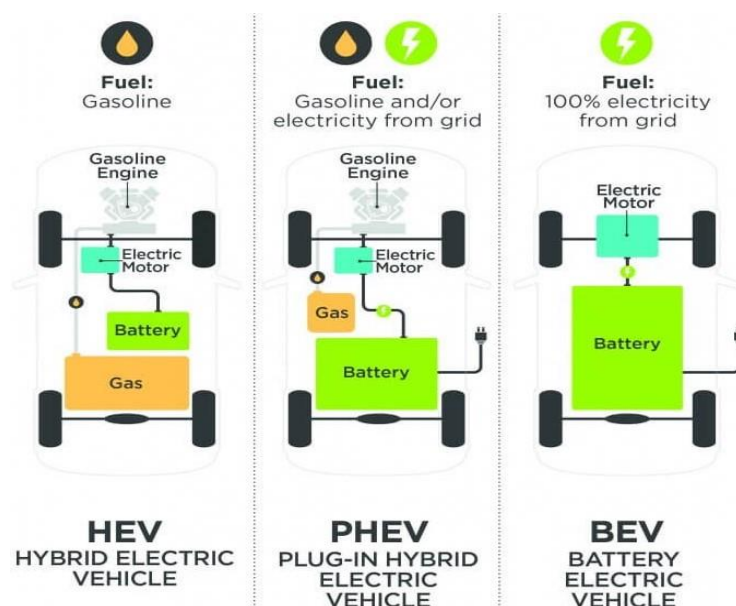 Fuel:
Gasoline
Gasoline
Engine
Electric
Motor
Battery
Gas
HEV
HYBRID ELECTRIC
VEHICLE
Fuel:
Gasoline and/or
electricity from grid
Gasoline
Engine
Electric
Motor
Gas
Battery
PHEV
PLUG-IN HYBRID
ELECTRIC
VEHICLE
Fuel:
100% electricity
from grid
Electric
Motor
Battery
BEV
BATTERY
ELECTRIC
VEHICLE